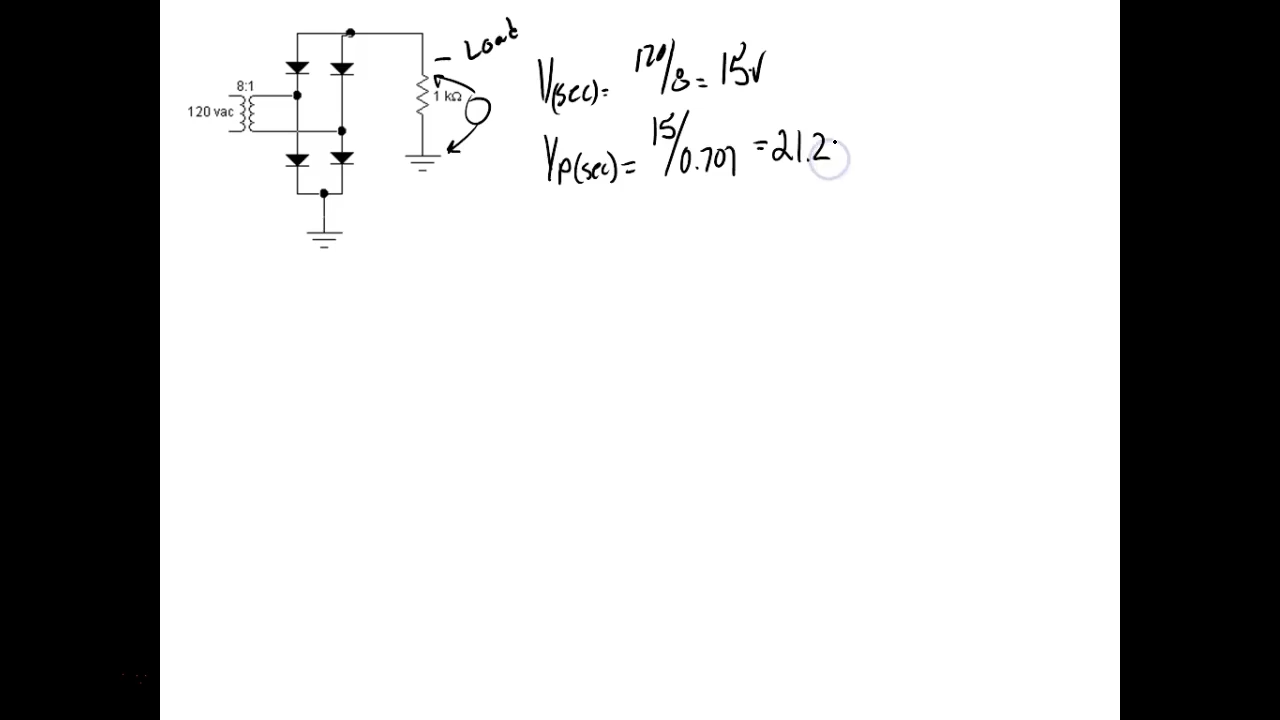 - Load
8:1
120 vac
1 kΩ
V(sec)= 120/8 = 15V
Vp(sec)= 15/0.707 = 21.2